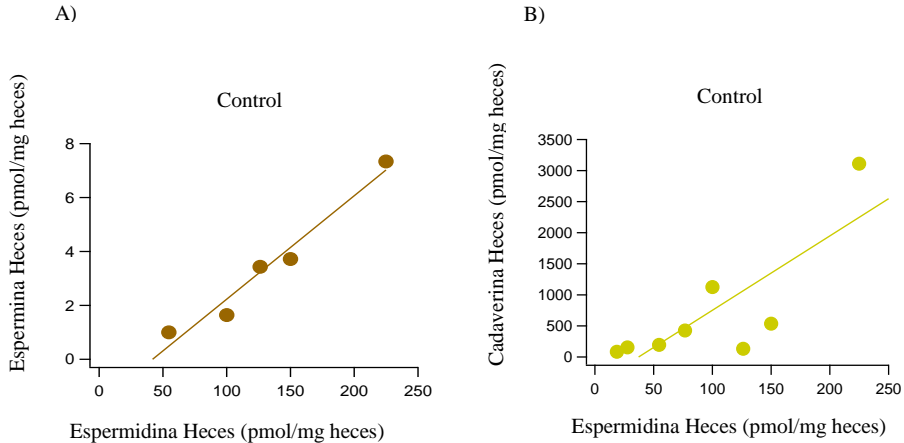 A)
Control
Espermina Heces (pmol/mg heces)
8
6
4
2
0
0 50 100 150 200 250
Espermidina Heces (pmol/mg heces)
B)
Control
Cadaverina Heces (pmol/mg heces)
3500
3000
2500
2000
1500
1000
500
0
0 50 100 150 200 250
Espermidina Heces (pmol/mg heces)